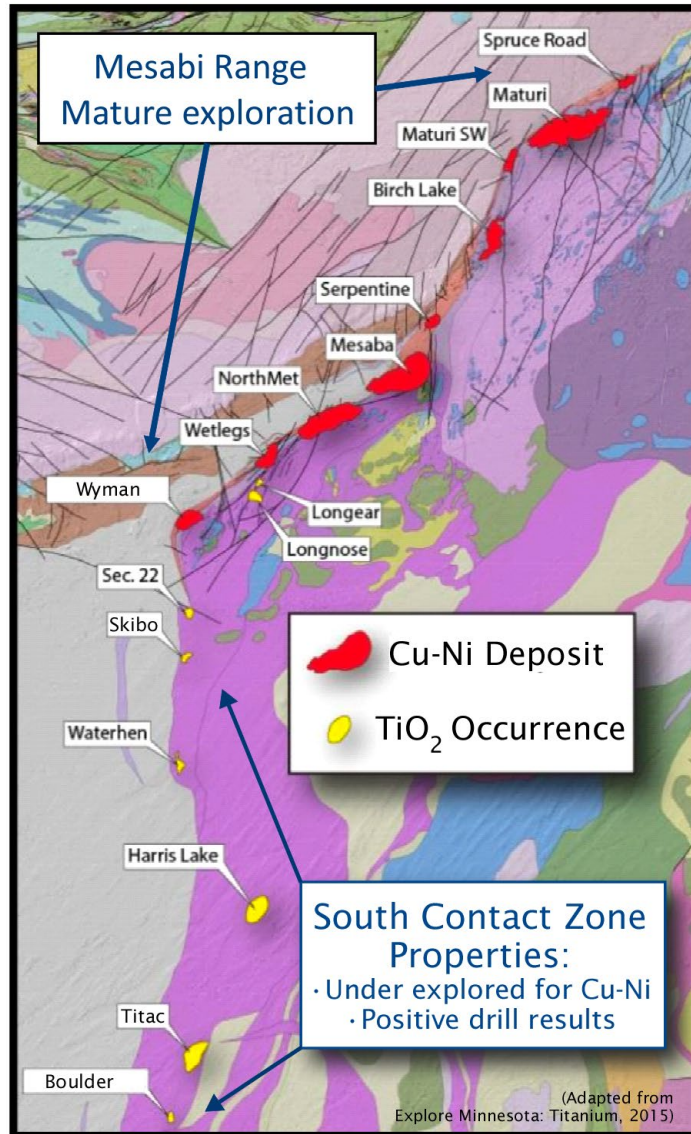 Mesabi Range
Mature exploration
Spruce Road
Maturi
Maturi SW
Birch Lake
Serpentine
Mesaba
NorthMet
Wetlegs
Wyman
Longear
Longnose
Sec. 22
Skibo
Cu-Ni Deposit
TiO₂ Occurrence
Waterhen
Harris Lake
South Contact Zone
Properties:
· Under explored for Cu-Ni
· Positive drill results
Titac
Boulder
(Adapted from
Explore Minnesota: Titanium, 2015)